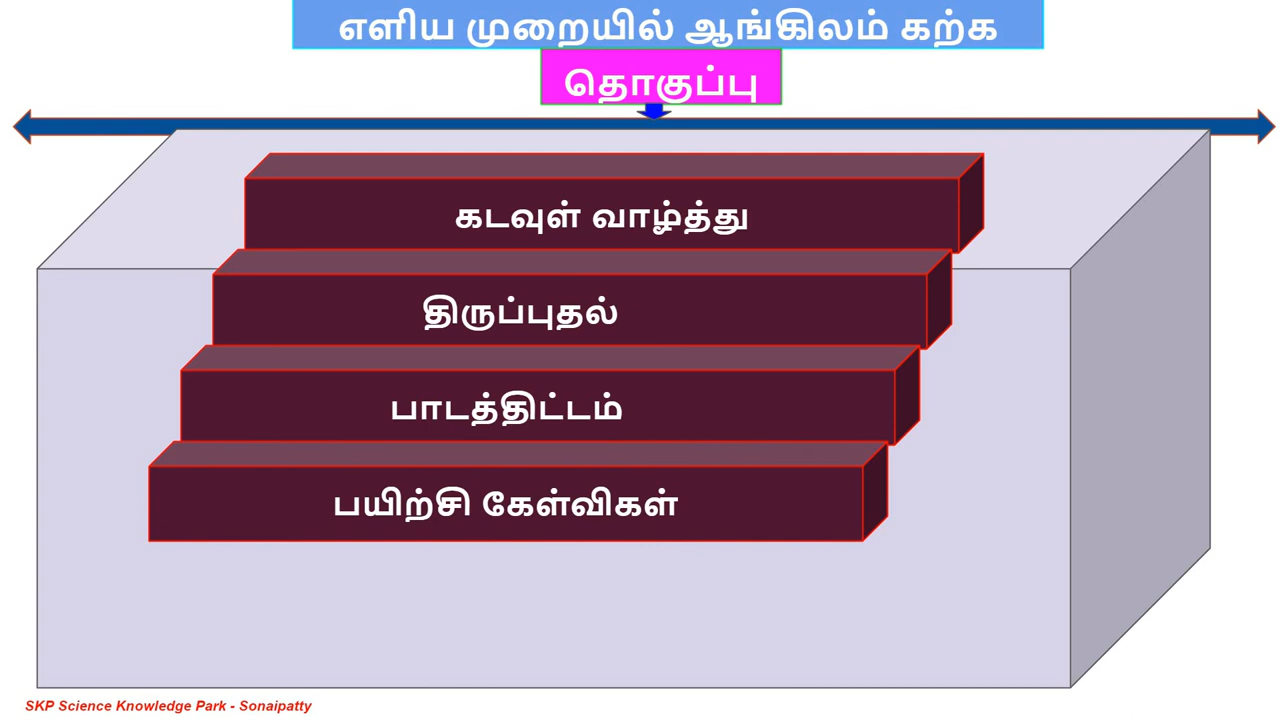 எளிய முறையில் ஆங்கிலம் கற்க
தொகுப்பு
கடவுள் வாழ்த்து
திருப்புதல்
பாடத்திட்டம்
பயிற்சி கேள்விகள்
SKP Science Knowledge Park - Sonaipatty